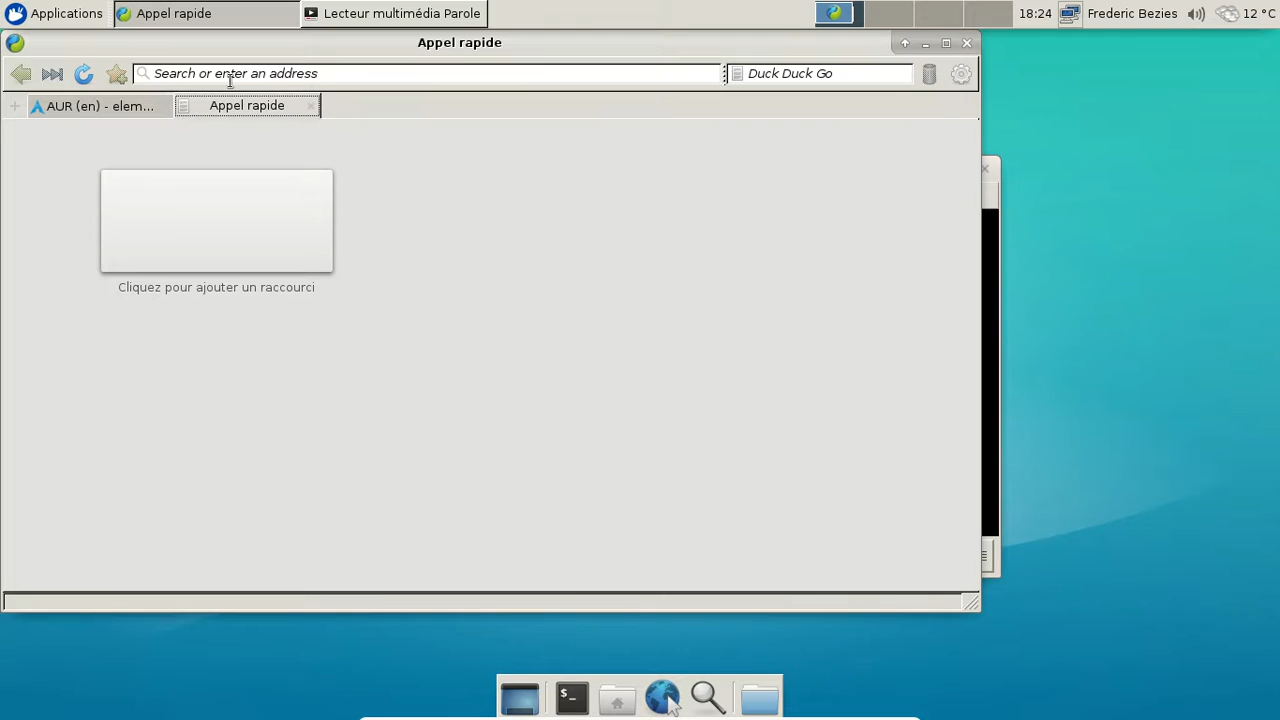 Applications
Appel rapide
Lecteur multimédia Parole
18:24
Frederic Bezies
12 °C
Appel rapide
Search or enter an address
Duck Duck Go
AUR (en) - elem...
Appel rapide
Cliquez pour ajouter un raccourci
$_